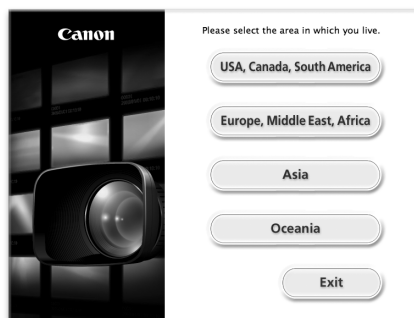 Canon
Please select the area in which you live.
USA, Canada, South America
Europe, Middle East, Africa
Asia
Oceania
Exit